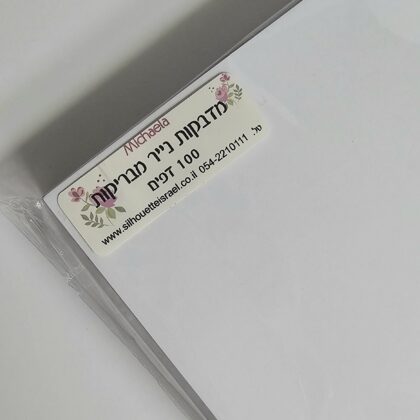 Michaela
מדבקות נייר מבריקות
100 דפים
טל. 054-2210111
www.silhouetteisrael.co.il